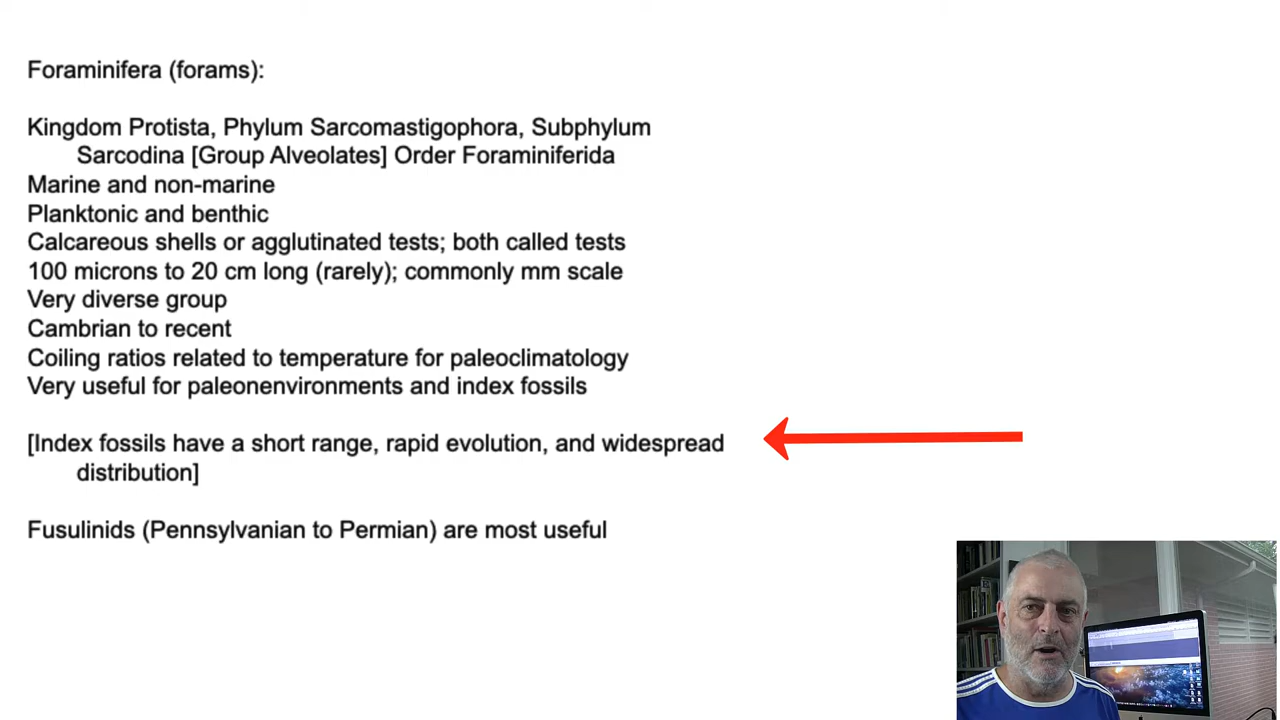 Foraminifera (forams):
Kingdom Protista, Phylum Sarcomastigophora, Subphylum
Sarcodina [Group Alveolates] Order Foraminiferida
Marine and non-marine
Planktonic and benthic
Calcareous shells or agglutinated tests; both called tests
100 microns to 20 cm long (rarely); commonly mm scale
Very diverse group
Cambrian to recent
Coiling ratios related to temperature for paleoclimatology
Very useful for paleonenvironments and index fossils
[Index fossils have a short range, rapid evolution, and widespread
distribution]
Fusulinids (Pennsylvanian to Permian) are most useful